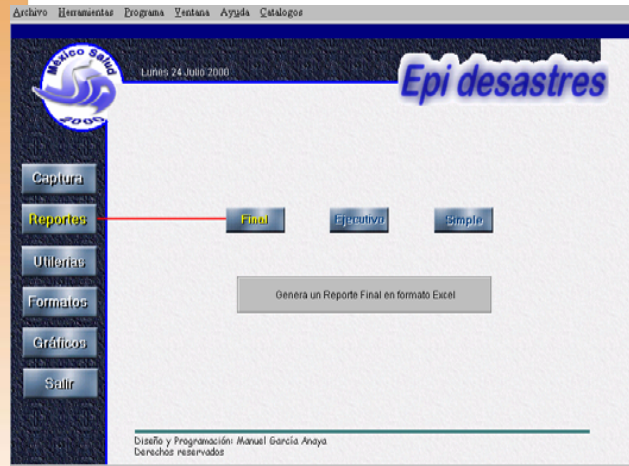 Archivo Herramientas Programa Ventana Ayuda Catalogos
México Salud
2000
Lunes 24 Julio 2000
Epi desastres
Captura
Reportes
Final
Ejecutivo
Simple
Utilerias
Genera un Reporte Final en formato Excel
Formatos
Gráficos
Salir
Diseño y Programación: Manuel García Anaya
Derechos reservados